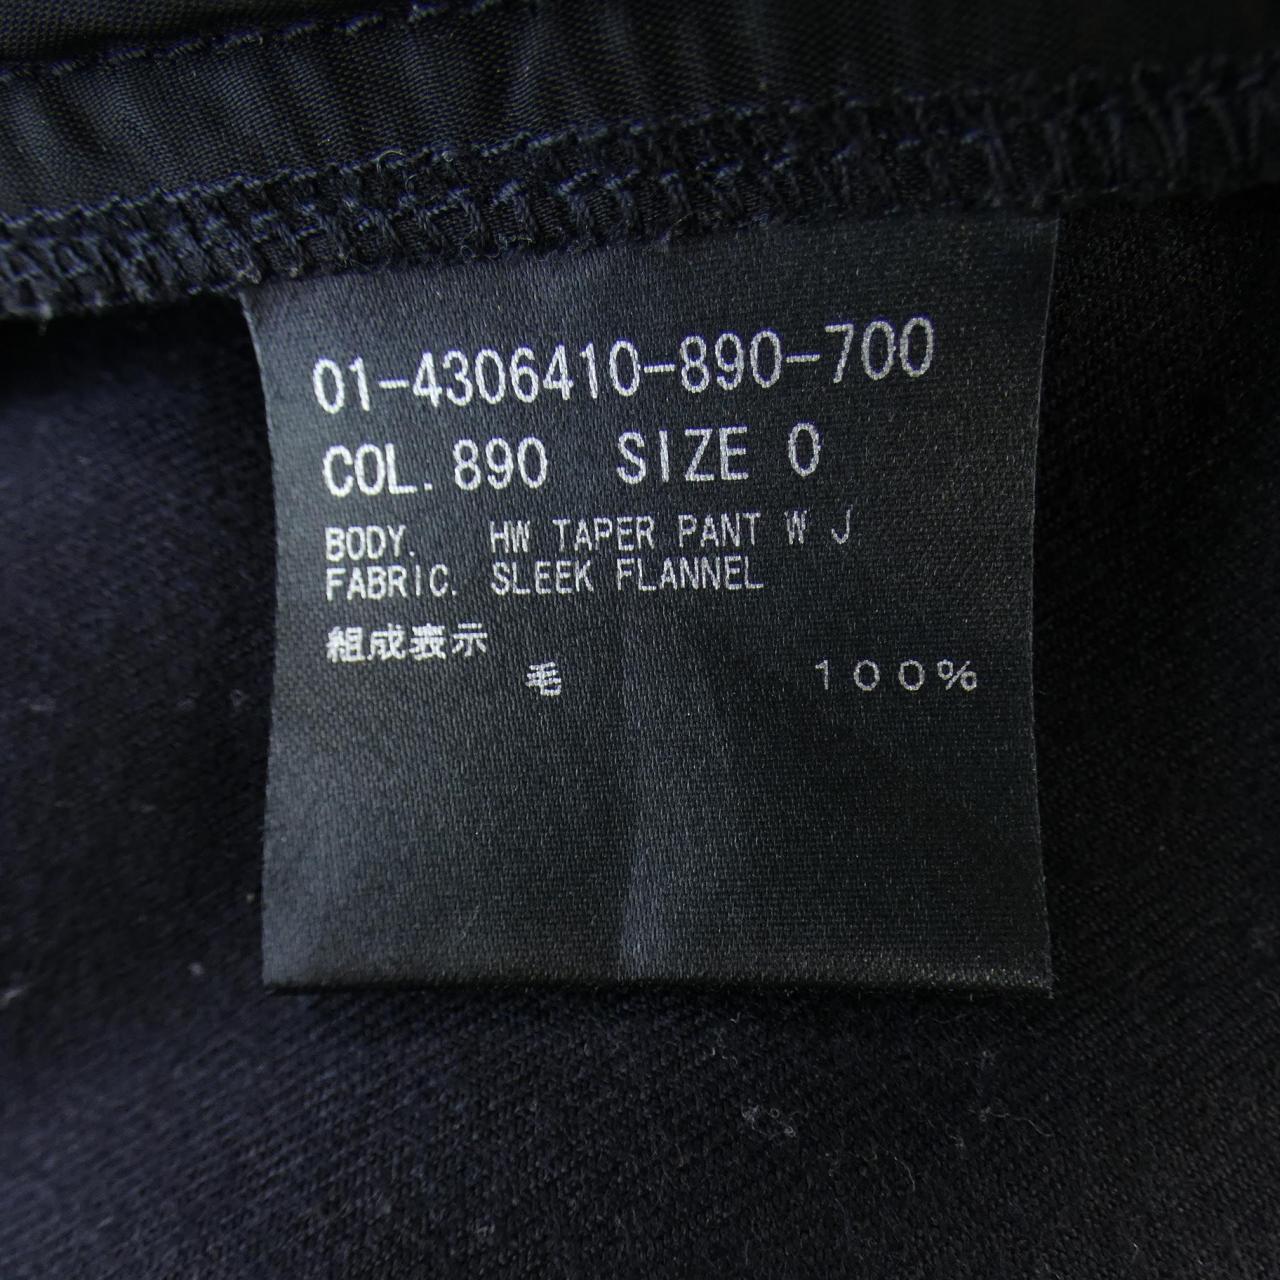 01-4306410-890-700
COL. 890 SIZE 0
BODY. HW TAPER PANT W J
FABRIC. SLEEK FLANNEL
組成表示
毛 100%